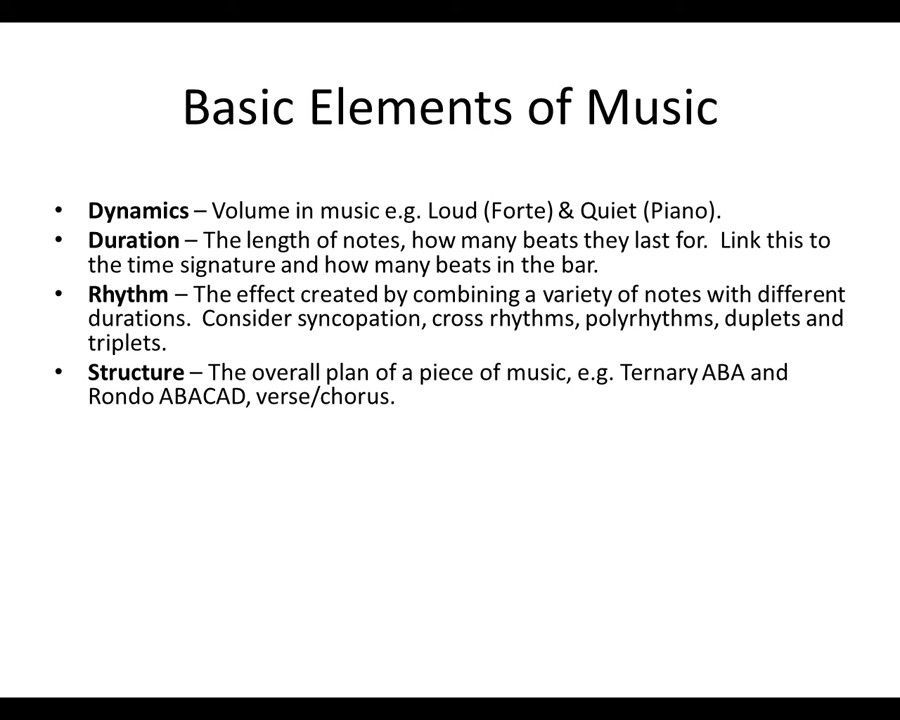 Basic Elements of Music
• Dynamics – Volume in music e.g. Loud (Forte) & Quiet (Piano).
• Duration – The length of notes, how many beats they last for.  Link this to
the time signature and how many beats in the bar.
• Rhythm – The effect created by combining a variety of notes with different
durations.  Consider syncopation, cross rhythms, polyrhythms, duplets and
triplets.
• Structure – The overall plan of a piece of music, e.g. Ternary ABA and
Rondo ABACAD, verse/chorus.